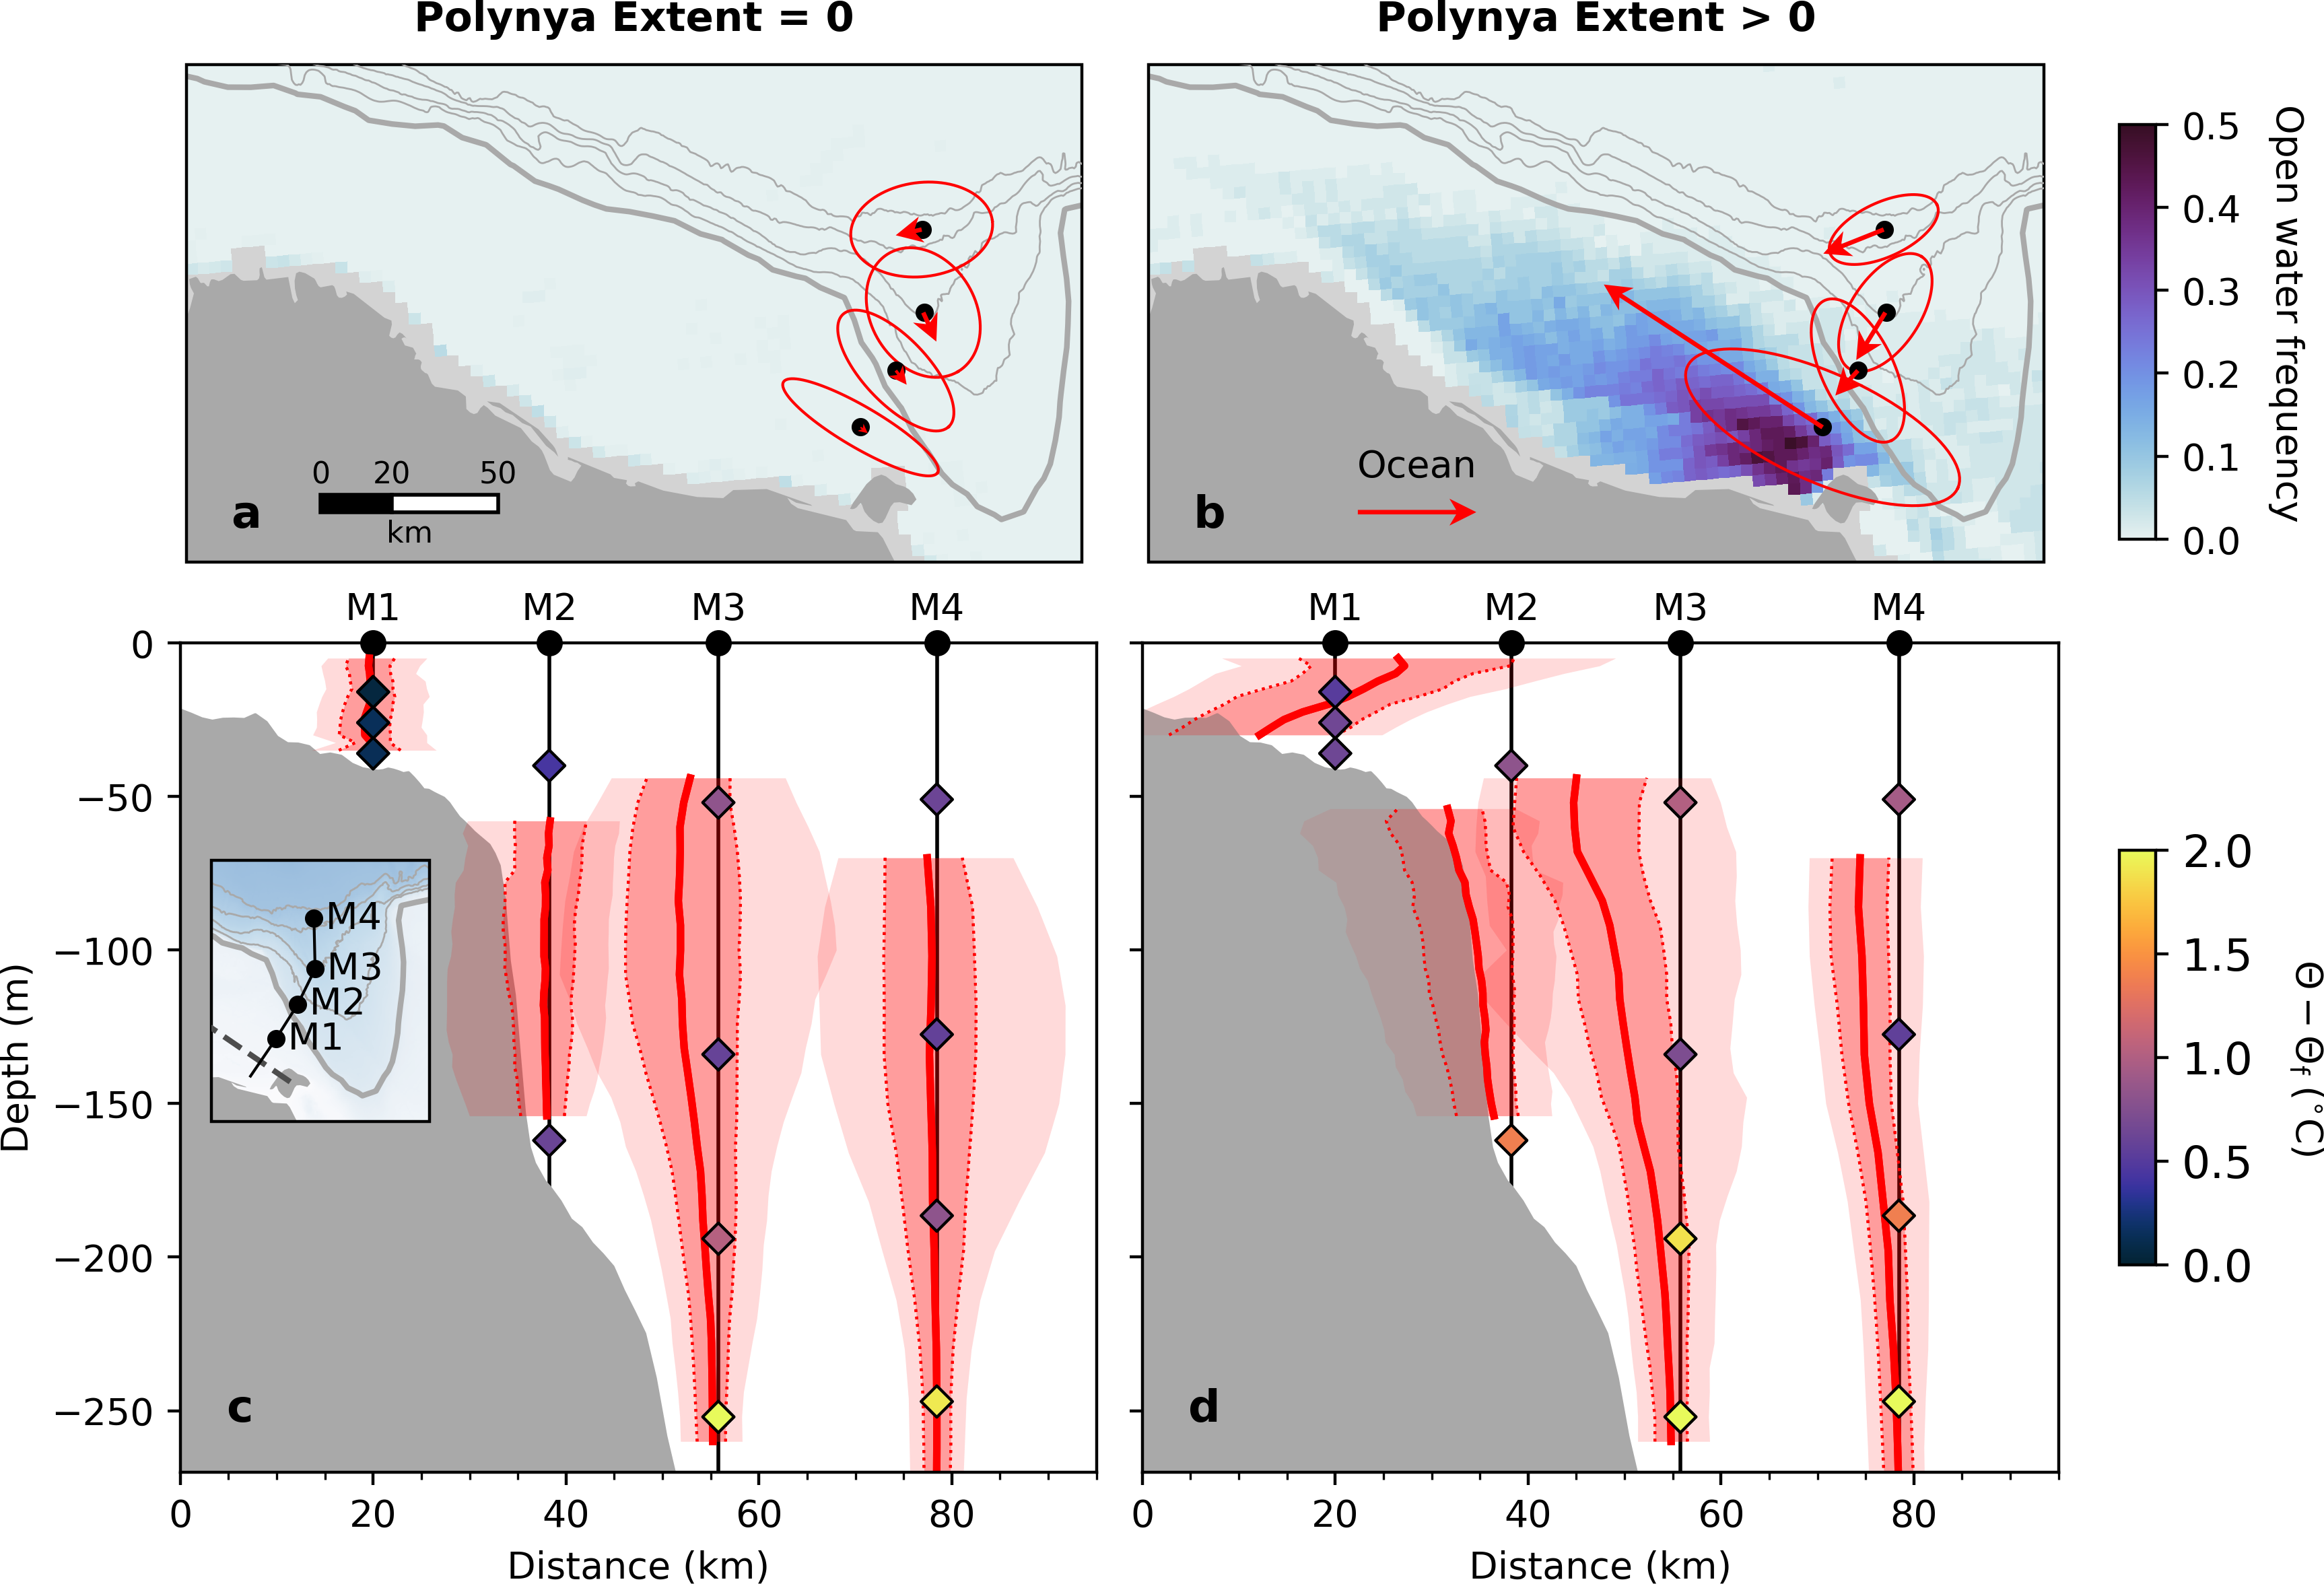 Polynya Extent = 0
Polynya Extent > 0
0 20 50
km
a
Ocean
b
0.5
0.4
0.3
0.2
0.1
0.0
Open water frequency
M1 M2 M3 M4
M1 M2 M3 M4
0
−50
−100
−150
−200
−250
Depth (m)
M4
M3
M2
M1
c
d
0 20 40 60 80
0 20 40 60 80
Distance (km)
Distance (km)
2.0
1.5
1.0
0.5
0.0
Θ − Θf (°C)